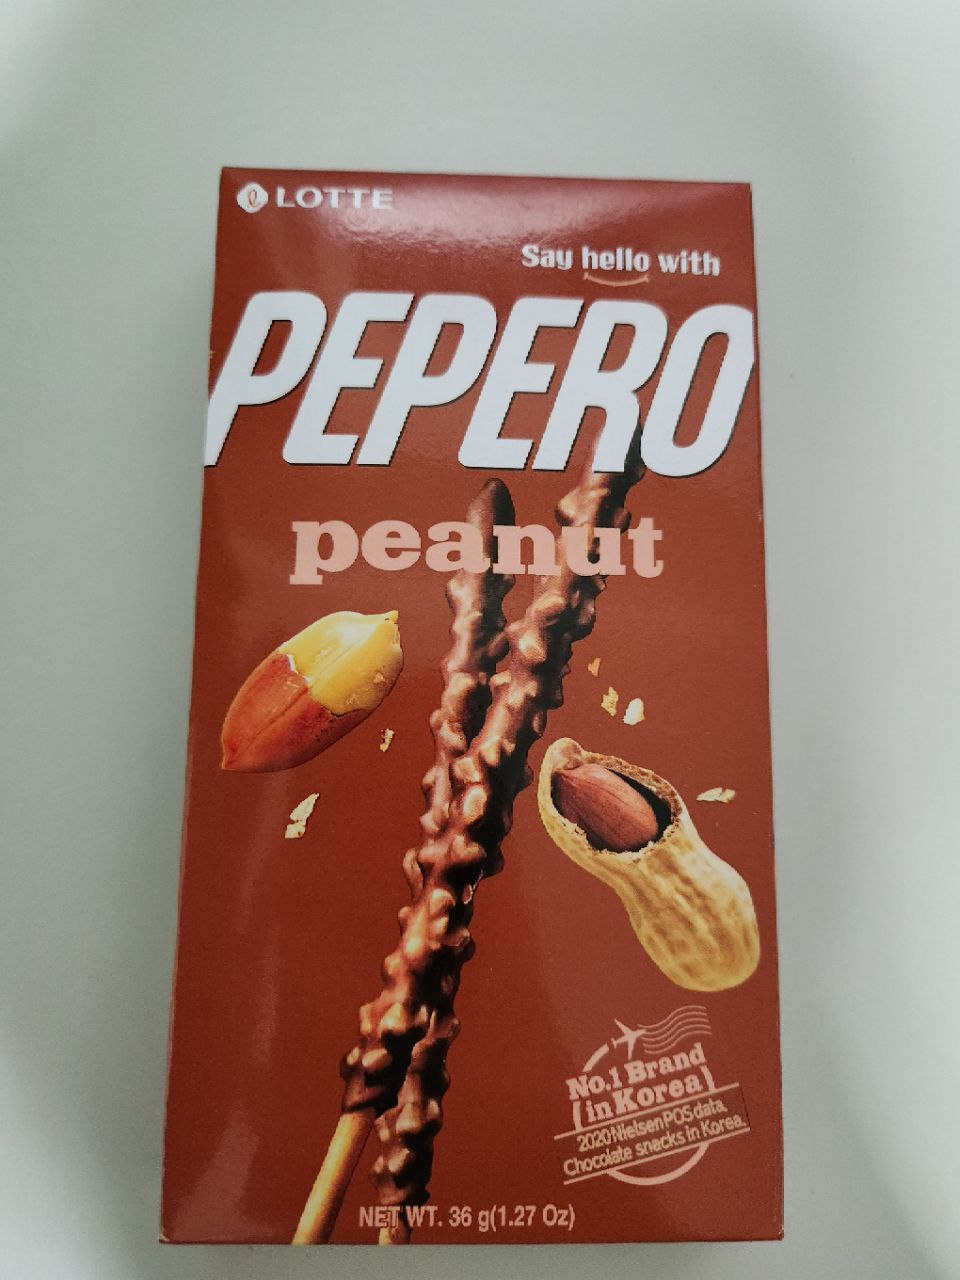 LOTTE
Say hello with
PEPERO
peanut
No.1 Brand
[in Korea]
2020 Nielsen POS data,
Chocolate snacks in Korea.
NET WT. 36 g(1.27 Oz)